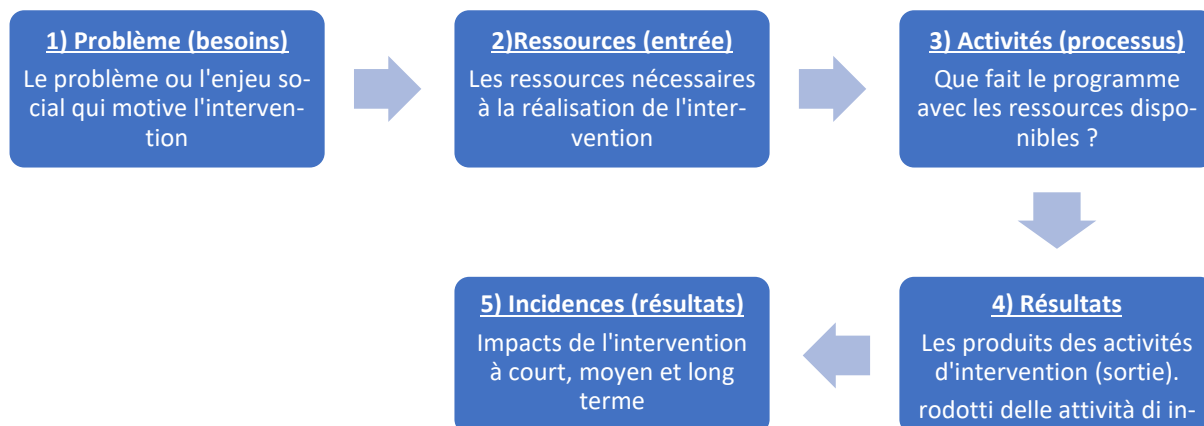 1) Problème (besoins)
Le problème ou l'enjeu so-
cial qui motive l'interven-
tion
2)Ressources (entrée)
Les ressources nécessaires
à la réalisation de l'inter-
vention
3) Activités (processus)
Que fait le programme
avec les ressources dispo-
nibles ?
4) Résultats
Les produits des activités
d'intervention (sortie).
rodotti delle attività di in-
5) Incidences (résultats)
Impacts de l'intervention
à court, moyen et long
terme